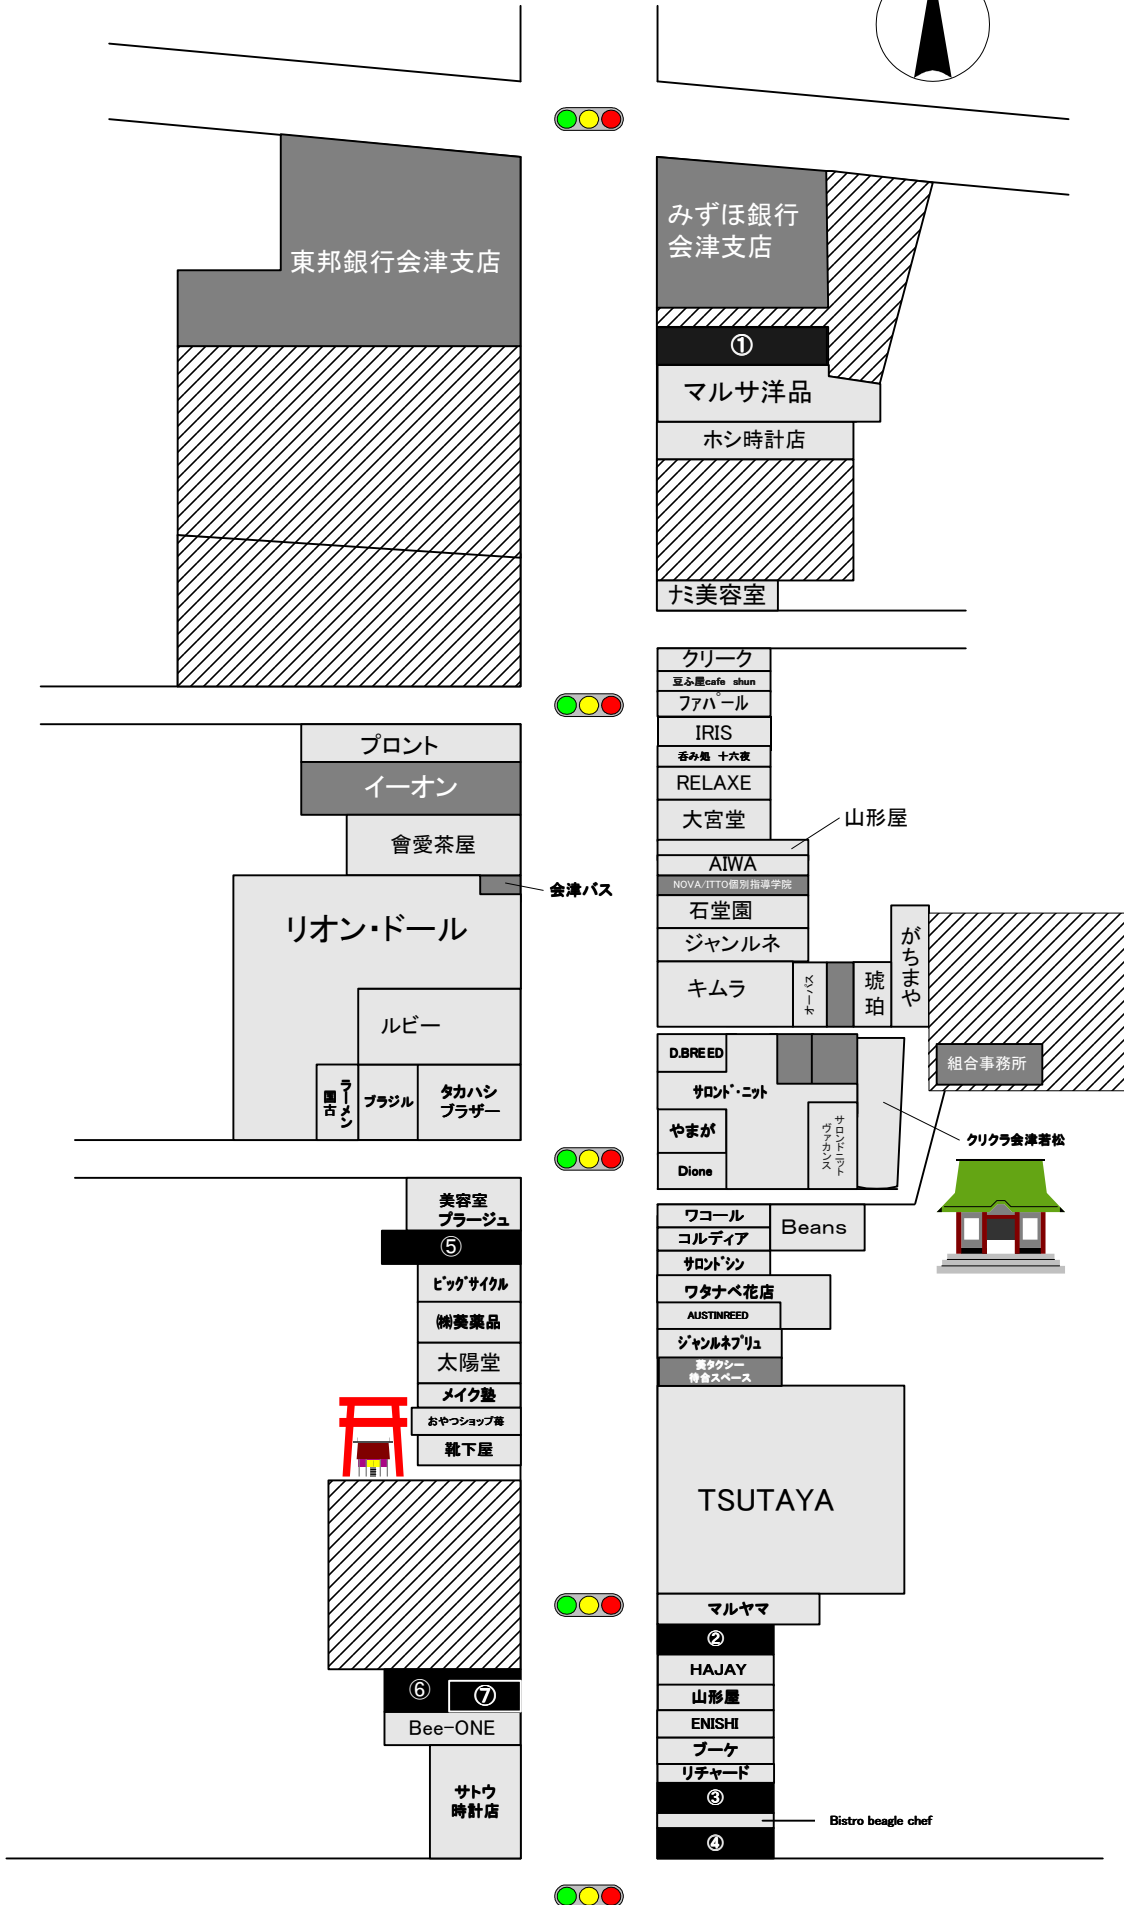 東邦銀行会津支店
みずほ銀行
会津支店
①
マルサ洋品
ホシ時計店
ナミ美容室
クリーク
豆ふ屋cafe shun
ファパール
IRIS
呑み処 十六夜
RELAXE
大宮堂
山形屋
AIWA
NOVA/ITTO個別指導学院
石堂園
ジャンルネ
キムラ
オーパス
琥珀
がちまや
組合事務所
プロント
イーオン
會愛茶屋
会津バス
リオン・ドール
ルビー
ラーメン
国古
ブラジル
タカハシ
ブラザー
D.BREED
サロンド・ニット
やまが
Dione
サロンドニット
ヴァカンス
クリクラ会津若松
美容室
プラージュ
⑤
ビッグサイクル
㈱葵薬品
太陽堂
メイク塾
おやつショップ苺
靴下屋
ワコール
Beans
コルディア
サロンドシン
ワタナベ花店
AUSTINREED
ジャンルネプリュ
葵タクシー
待合スペース
TSUTAYA
マルヤマ
②
HAJAY
山形屋
ENISHI
ブーケ
リチャード
③
Bistro beagle chef
④
⑥
⑦
Bee-ONE
サトウ
時計店